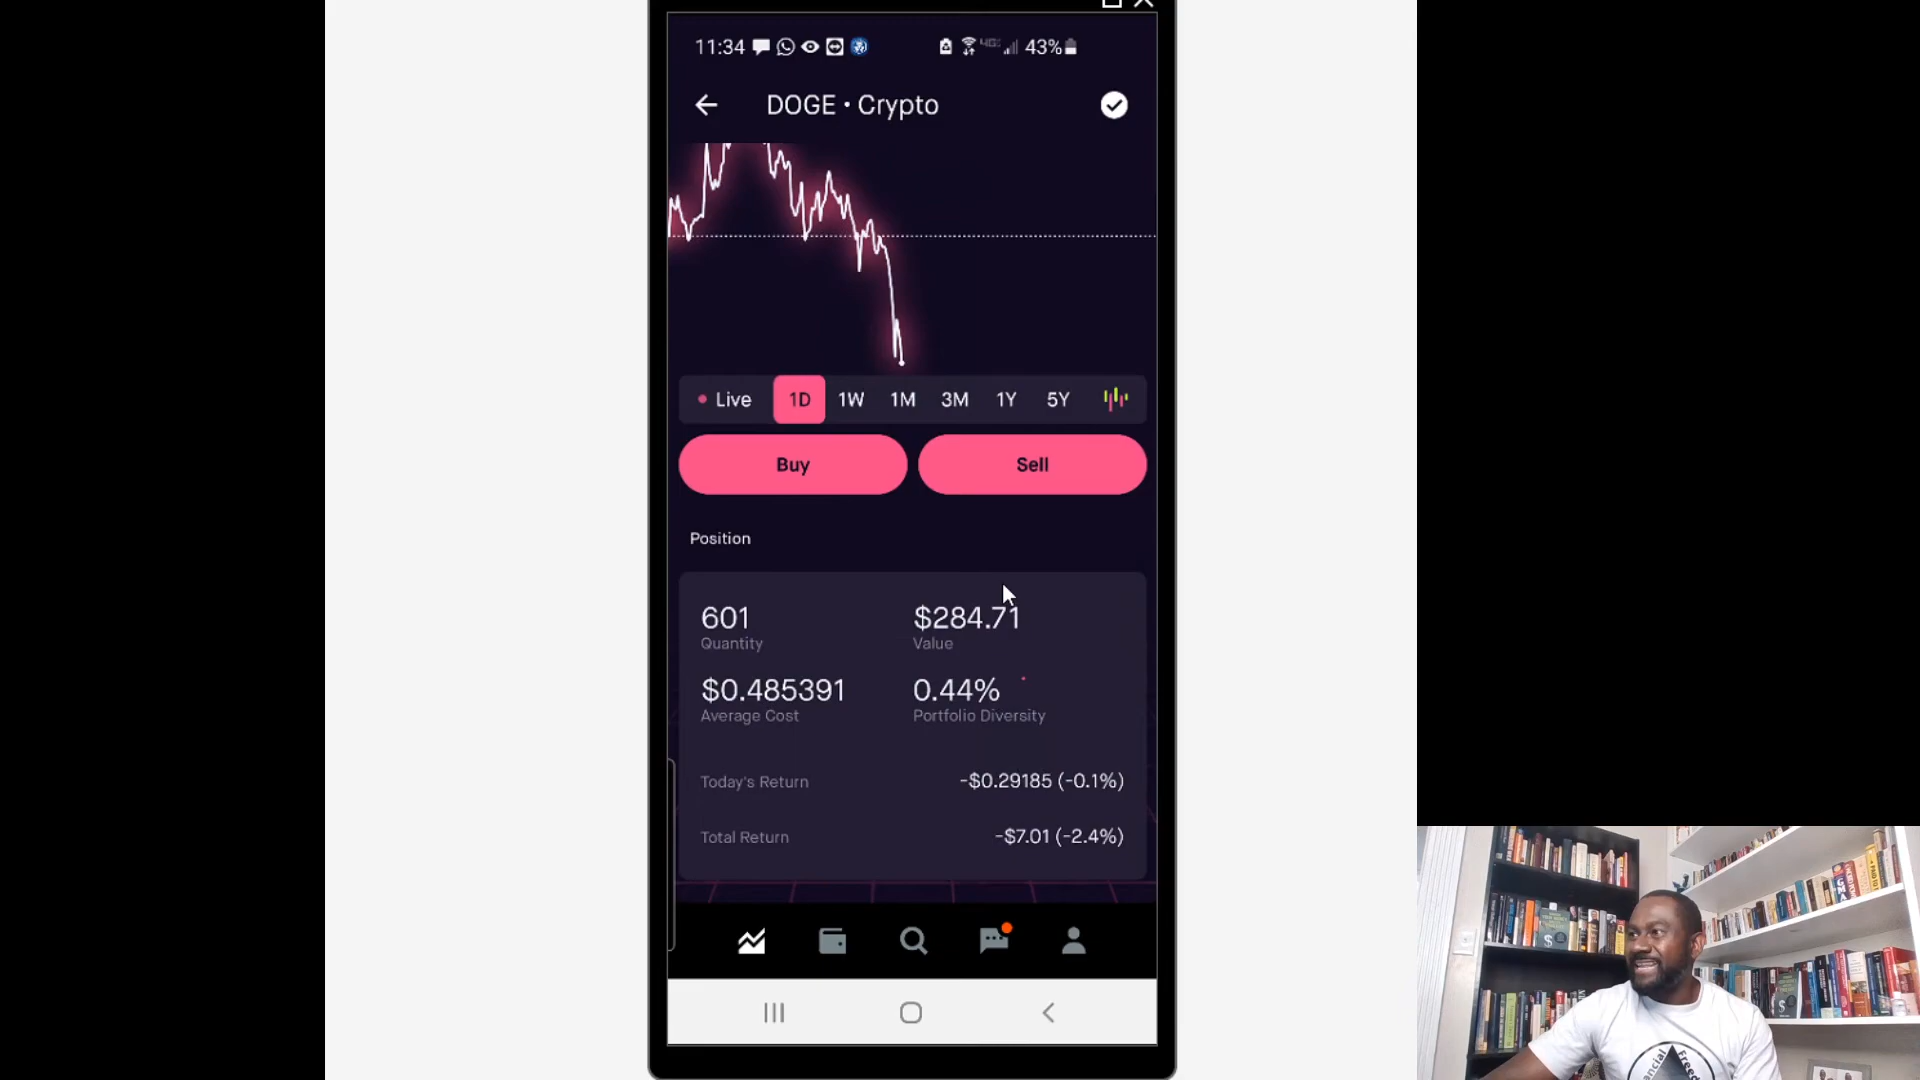 11:34 43%
DOGE • Crypto
Live 1D 1W 1M 3M 1Y 5Y
Buy Sell
Position
601 $284.71
Quantity Value
$0.485391 0.44%
Average Cost Portfolio Diversity
Today's Return -$0.29185 (-0.1%)
Total Return -$7.01 (-2.4%)